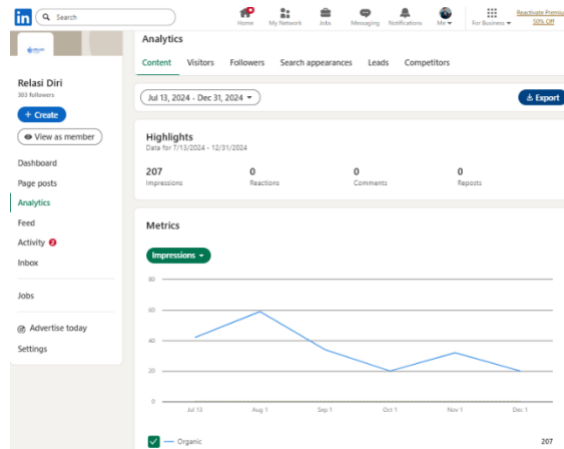 in
Search
Home
My Network
Jobs
Messaging
Notifications
Me
For Business
Reactivate Premiu
50% Off
Relasi Diri
303 followers
+ Create
View as member
Dashboard
Page posts
Analytics
Feed
Activity 2
Inbox
Jobs
Advertise today
Settings
Analytics
Content Visitors Followers Search appearances Leads Competitors
Jul 13, 2024 - Dec 31, 2024
Export
Highlights
Data for 7/13/2024 - 12/31/2024
207 0 0 0
Impressions Reactions Comments Reposts
Metrics
Impressions
80
60
40
20
0
Jul 13 Aug 1 Sep 1 Oct 1 Nov 1 Dec 1
Organic 207